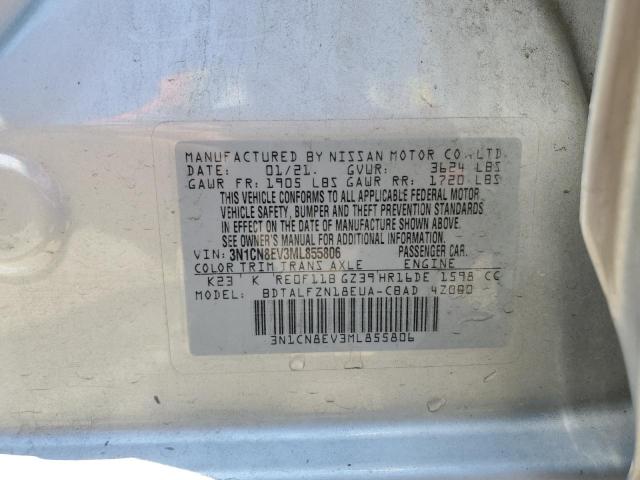 MANUFACTURED BY NISSAN MOTOR CO.,LTD.
DATE: 01/21. GVWR: 3624 LBS
GAWR FR: 1905 LBS GAWR RR: 1720 LBS
THIS VEHICLE CONFORMS TO ALL APPLICABLE FEDERAL MOTOR
VEHICLE SAFETY, BUMPER AND THEFT PREVENTION STANDARDS
IN EFFECT ON THE DATE OF MANUFACTURE SHOWN ABOVE.
SEE OWNER'S MANUAL FOR ADDITIONAL INFORMATION.
VIN: 3N1CN8EV3ML855806 PASSENGER CAR.
COLOR TRIM TRANS AXLE ENGINE
K23 K RE0F11B GZ39 HR16DE 1598 CC
MODEL: BDTALFZN18EUA-CBAD 4Z080
3N1CN8EV3ML855806